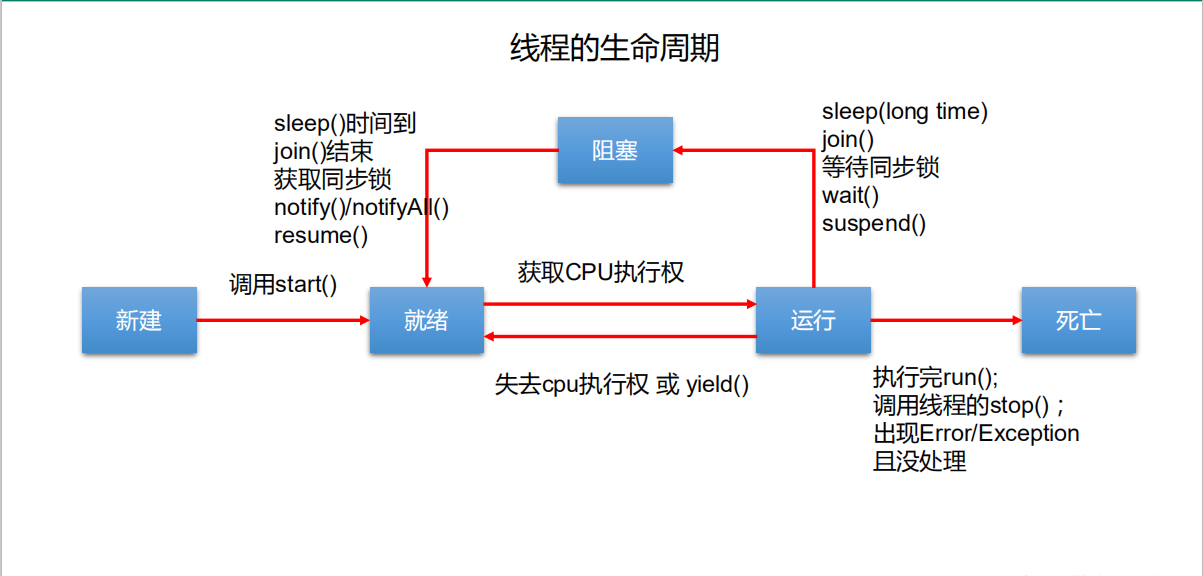 线程的生命周期
sleep()时间到
join()结束
获取同步锁
notify()/notifyAll()
resume()
阻塞
sleep(long time)
join()
等待同步锁
wait()
suspend()
调用start()
获取CPU执行权
新建
就绪
运行
死亡
失去cpu执行权 或 yield()
执行完run();
调用线程的stop() ;
出现Error/Exception
且没处理